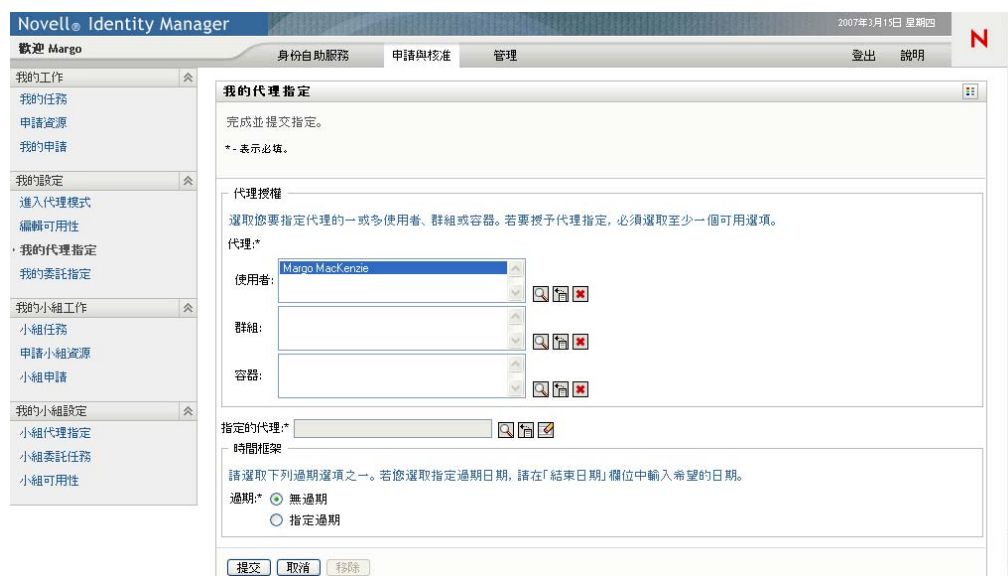 Novell® Identity Manager
2007年3月15日 星期四
N
歡迎 Margo
身份自助服務
申請與核准
管理
登出
說明
我的工作
我的任務
申請資源
我的申請
我的設定
進入代理模式
編輯可用性
我的代理指定
我的委託指定
我的小組工作
小組任務
申請小組資源
小組申請
我的小組設定
小組代理指定
小組委託任務
小組可用性
我的代理指定
完成並提交指定。
*- 表示必填。
代理授權
選取您要指定代理的一或多使用者、群組或容器。若要授予代理指定, 必須選取至少一個可用選項。
代理:*
使用者:
Margo MacKenzie
群組:
容器:
指定的代理:*
時間框架
請選取下列過期選項之一。若您選取指定過期日期, 請在「結束日期」欄位中輸入希望的日期。
過期:*
無過期
指定過期
提交
取消
移除